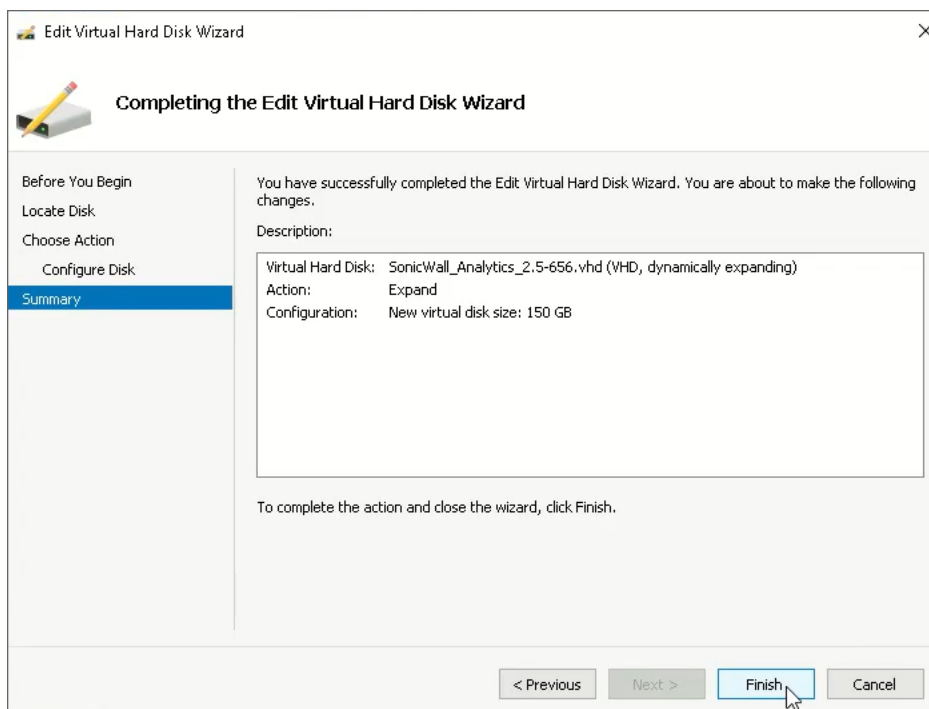 Edit Virtual Hard Disk Wizard
Completing the Edit Virtual Hard Disk Wizard
Before You Begin
Locate Disk
Choose Action
Configure Disk
Summary
You have successfully completed the Edit Virtual Hard Disk Wizard. You are about to make the following
changes.
Description:
Virtual Hard Disk: SonicWall_Analytics_2.5-656.vhd (VHD, dynamically expanding)
Action: Expand
Configuration: New virtual disk size: 150 GB
To complete the action and close the wizard, click Finish.
< Previous Next > Finish Cancel